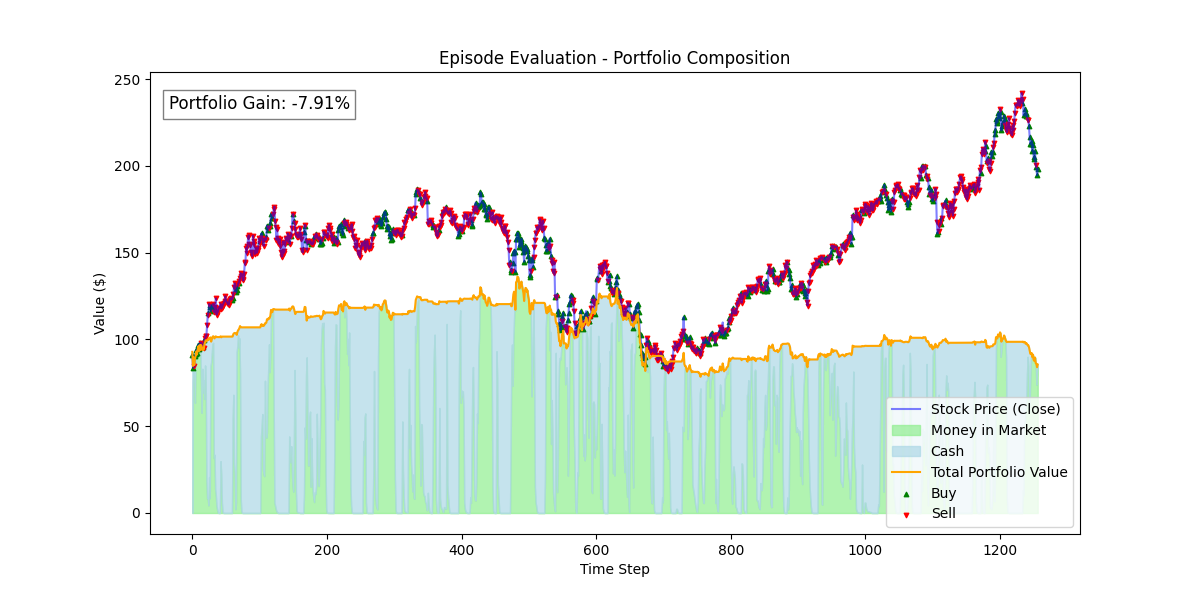 Episode Evaluation - Portfolio Composition
Portfolio Gain: -7.91%
Value ($)
250
200
150
100
50
0
0 200 400 600 800 1000 1200
Time Step
Stock Price (Close)
Money in Market
Cash
Total Portfolio Value
Buy
Sell